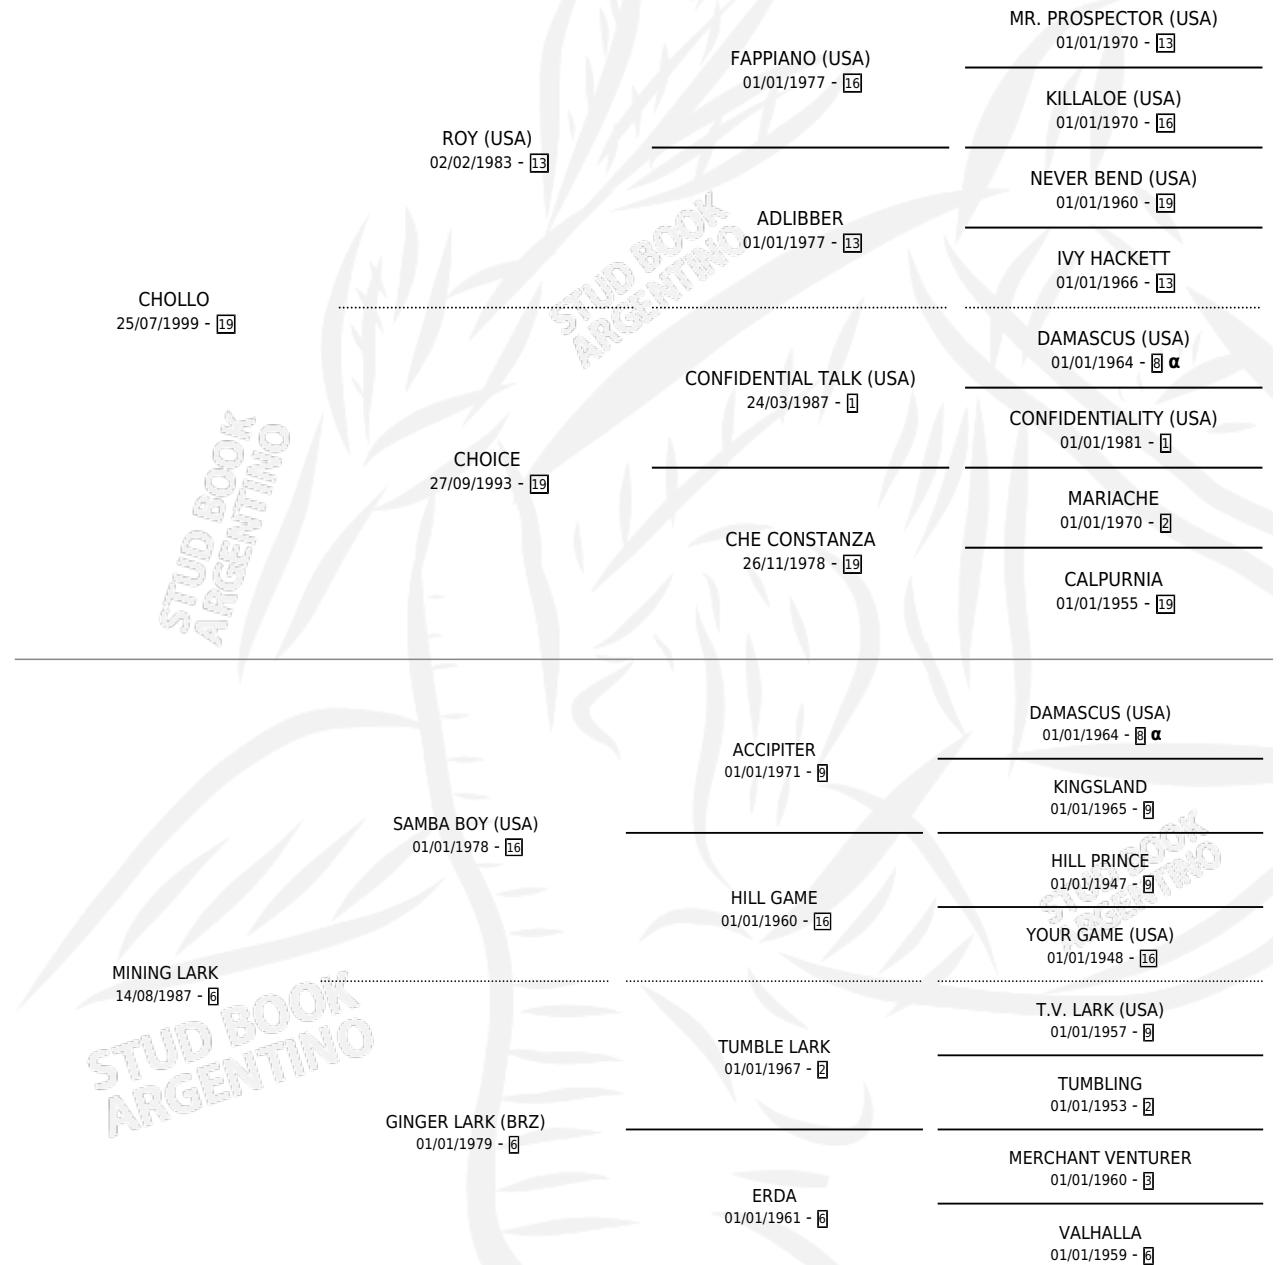 MR. PROSPECTOR (USA)
01/01/1970 - 13
FAPPIANO (USA)
01/01/1977 - 16
KILLALOE (USA)
01/01/1970 - 16
ROY (USA)
02/02/1983 - 13
NEVER BEND (USA)
01/01/1960 - 19
ADLIBBER
01/01/1977 - 13
IVY HACKETT
01/01/1966 - 13
CHOLLO
25/07/1999 - 19
DAMASCUS (USA)
01/01/1964 - 8 α
CONFIDENTIAL TALK (USA)
24/03/1987 - 1
CONFIDENTIALITY (USA)
01/01/1981 - 1
CHOICE
27/09/1993 - 19
MARIACHE
01/01/1970 - 2
CHE CONSTANZA
26/11/1978 - 19
CALPURNIA
01/01/1955 - 19
DAMASCUS (USA)
01/01/1964 - 8 α
ACCIPITER
01/01/1971 - 9
KINGSLAND
01/01/1965 - 9
SAMBA BOY (USA)
01/01/1978 - 16
HILL PRINCE
01/01/1947 - 9
HILL GAME
01/01/1960 - 16
YOUR GAME (USA)
01/01/1948 - 16
MINING LARK
14/08/1987 - 6
T.V. LARK (USA)
01/01/1957 - 9
TUMBLE LARK
01/01/1967 - 2
TUMBLING
01/01/1953 - 2
GINGER LARK (BRZ)
01/01/1979 - 6
MERCHANT VENTURER
01/01/1960 - 3
ERDA
01/01/1961 - 6
VALHALLA
01/01/1959 - 6
STUD BOOK
ARGENTINO
STUD BOOK
ARGENTINO
STUD BOOK
ARGENTINO
STUD BOOK
ARGENTINO